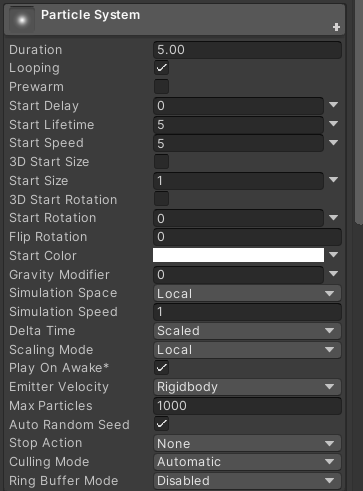 Particle System
Duration 5.00
Looping
Prewarm
Start Delay 0
Start Lifetime 5
Start Speed 5
3D Start Size
Start Size 1
3D Start Rotation
Start Rotation 0
Flip Rotation 0
Start Color
Gravity Modifier 0
Simulation Space Local
Simulation Speed 1
Delta Time Scaled
Scaling Mode Local
Play On Awake*
Emitter Velocity Rigidbody
Max Particles 1000
Auto Random Seed
Stop Action None
Culling Mode Automatic
Ring Buffer Mode Disabled